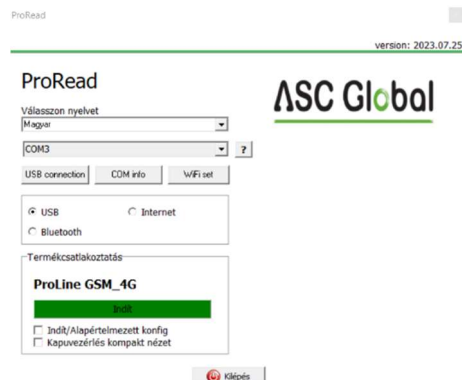 ProRead
version: 2023.07.25
ProRead
ASC Global
Válasszon nyelvet
Magyar
COM3
?
USB connection
COM info
WiFi set
USB
Internet
Bluetooth
Termékcsatlakoztatás
ProLine GSM_4G
Indít
Indít/Alapértelmezett konfig
Kapuvezérlés kompakt nézet
Kilépés